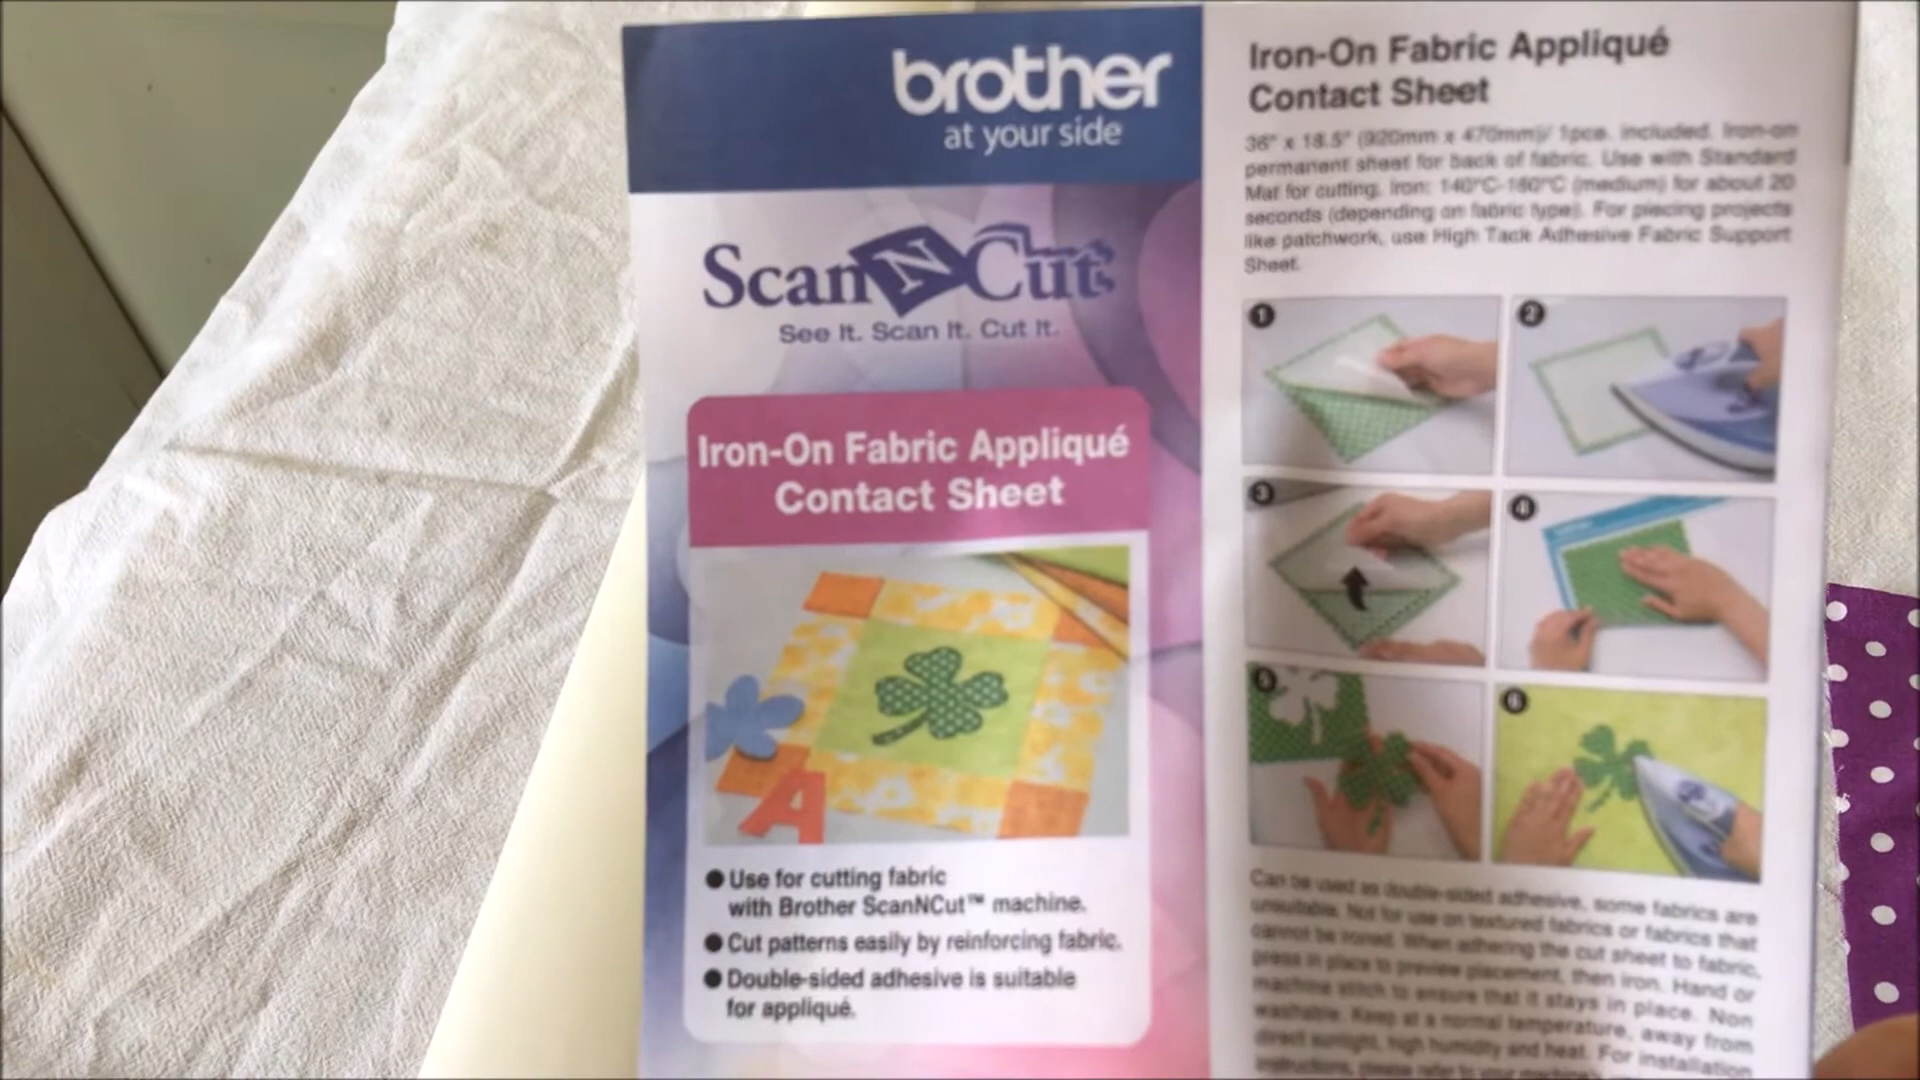 brother
at your side
ScanNCut
See It. Scan It. Cut It.
Iron-On Fabric Appliqué
Contact Sheet
● Use for cutting fabric
with Brother ScanNCut™ machine.
● Cut patterns easily by reinforcing fabric.
● Double-sided adhesive is suitable
for appliqué.
A
Iron-On Fabric Appliqué
Contact Sheet
36" x 18.5" (920mm x 470mm)/ 1pce. included. Iron-on
permanent sheet for back of fabric. Use with Standard
Mat for cutting. Iron: 140°C-160°C (medium) for about 20
seconds (depending on fabric type). For piecing projects
like patchwork, use High Tack Adhesive Fabric Support
Sheet.
1
2
3
4
5
6
Can be used as double-sided adhesive, some fabrics are
unsuitable. Not for use on textured fabrics or fabrics that
cannot be ironed. When adhering the cut sheet to fabric,
press in place to preview placement, then iron. Hand or
machine stitch to ensure that it stays in place. Non
washable. Keep at a normal temperature, away from
direct sunlight, high humidity and heat. For installation
instructions, please refer to your machine's